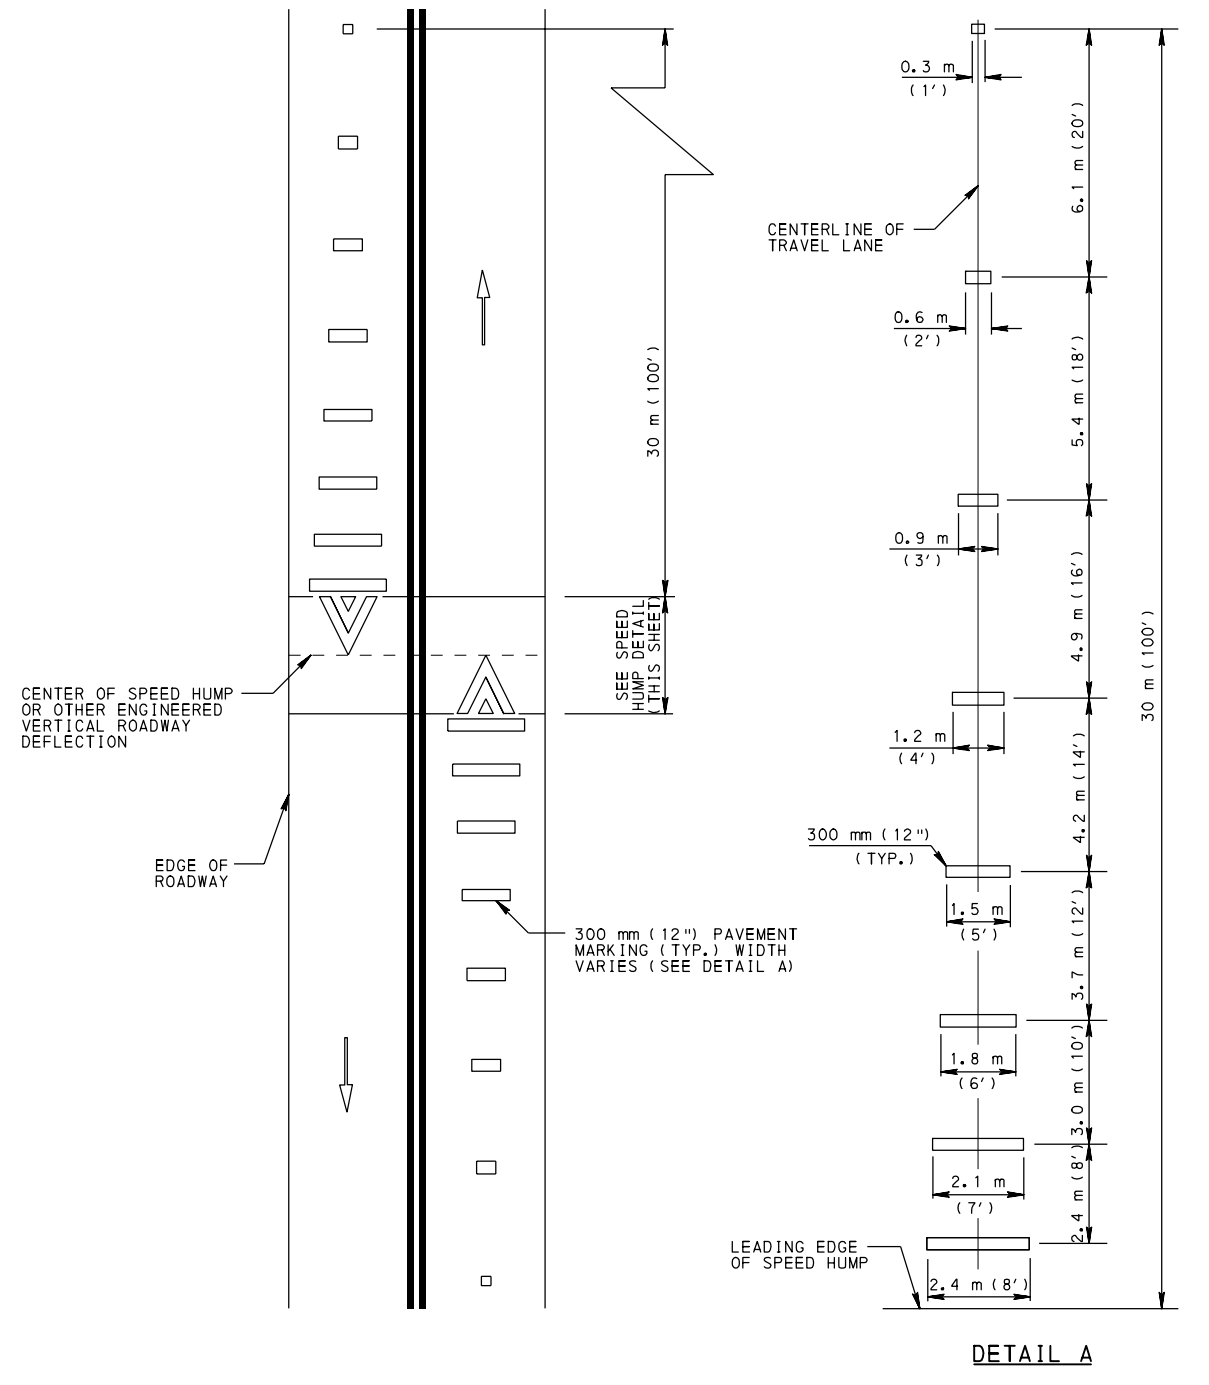 30 m (100')
SEE SPEED
HUMP DETAIL
(THIS SHEET)
CENTER OF SPEED HUMP
OR OTHER ENGINEERED
VERTICAL ROADWAY
DEFLECTION
EDGE OF
ROADWAY
300 mm (12") PAVEMENT
MARKING (TYP.) WIDTH
VARIES (SEE DETAIL A)
0.3 m
(1')
6.1 m (20')
CENTERLINE OF
TRAVEL LANE
0.6 m
(2')
5.4 m (18')
0.9 m
(3')
4.9 m (16')
30 m (100')
1.2 m
(4')
4.2 m (14')
300 mm (12")
(TYP.)
1.5 m
(5')
3.7 m (12')
1.8 m
(6')
3.0 m (10')
2.1 m
(7')
2.4 m (8')
LEADING EDGE
OF SPEED HUMP
2.4 m (8')
DETAIL A